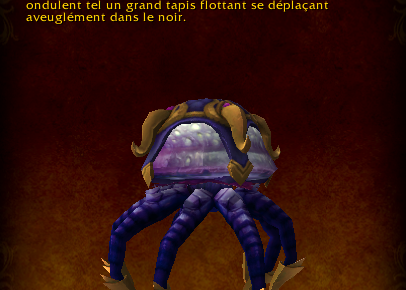 ondulent tel un grand tapis flottant se déplaçant
aveuglément dans le noir.